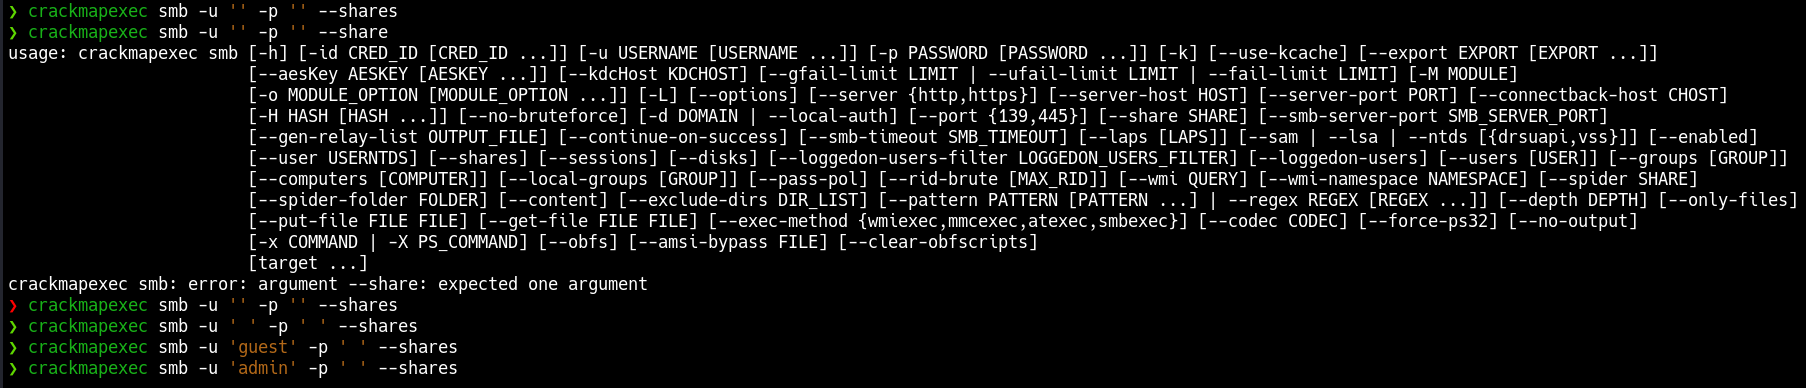 ❯ crackmapexec smb -u '' -p '' --shares
❯ crackmapexec smb -u '' -p '' --share
usage: crackmapexec smb [-h] [-id CRED_ID [CRED_ID ...]] [-u USERNAME [USERNAME ...]] [-p PASSWORD [PASSWORD ...]] [-k] [--use-kcache] [--export EXPORT [EXPORT ...]]
[--aesKey AESKEY [AESKEY ...]] [--kdcHost KDCHOST] [--gfail-limit LIMIT | --ufail-limit LIMIT | --fail-limit LIMIT] [-M MODULE]
[-o MODULE_OPTION [MODULE_OPTION ...]] [-L] [--options] [--server {http,https}] [--server-host HOST] [--server-port PORT] [--connectback-host CHOST]
[-H HASH [HASH ...]] [--no-bruteforce] [-d DOMAIN | --local-auth] [--port {139,445}] [--share SHARE] [--smb-server-port SMB_SERVER_PORT]
[--gen-relay-list OUTPUT_FILE] [--continue-on-success] [--smb-timeout SMB_TIMEOUT] [--laps [LAPS]] [--sam | --lsa | --ntds [{drsuapi,vss}]] [--enabled]
[--user USERNTDS] [--shares] [--sessions] [--disks] [--loggedon-users-filter LOGGEDON_USERS_FILTER] [--loggedon-users] [--users [USER]] [--groups [GROUP]]
[--computers [COMPUTER]] [--local-groups [GROUP]] [--pass-pol] [--rid-brute [MAX_RID]] [--wmi QUERY] [--wmi-namespace NAMESPACE] [--spider SHARE]
[--spider-folder FOLDER] [--content] [--exclude-dirs DIR_LIST] [--pattern PATTERN [PATTERN ...] | --regex REGEX [REGEX ...]] [--depth DEPTH] [--only-files]
[--put-file FILE FILE] [--get-file FILE FILE] [--exec-method {wmiexec,mmcexec,atexec,smbexec}] [--codec CODEC] [--force-ps32] [--no-output]
[-x COMMAND | -X PS_COMMAND] [--obfs] [--amsi-bypass FILE] [--clear-obfscripts]
[target ...]
crackmapexec smb: error: argument --share: expected one argument
❯ crackmapexec smb -u '' -p '' --shares
❯ crackmapexec smb -u ' ' -p ' ' --shares
❯ crackmapexec smb -u 'guest' -p ' ' --shares
❯ crackmapexec smb -u 'admin' -p ' ' --shares